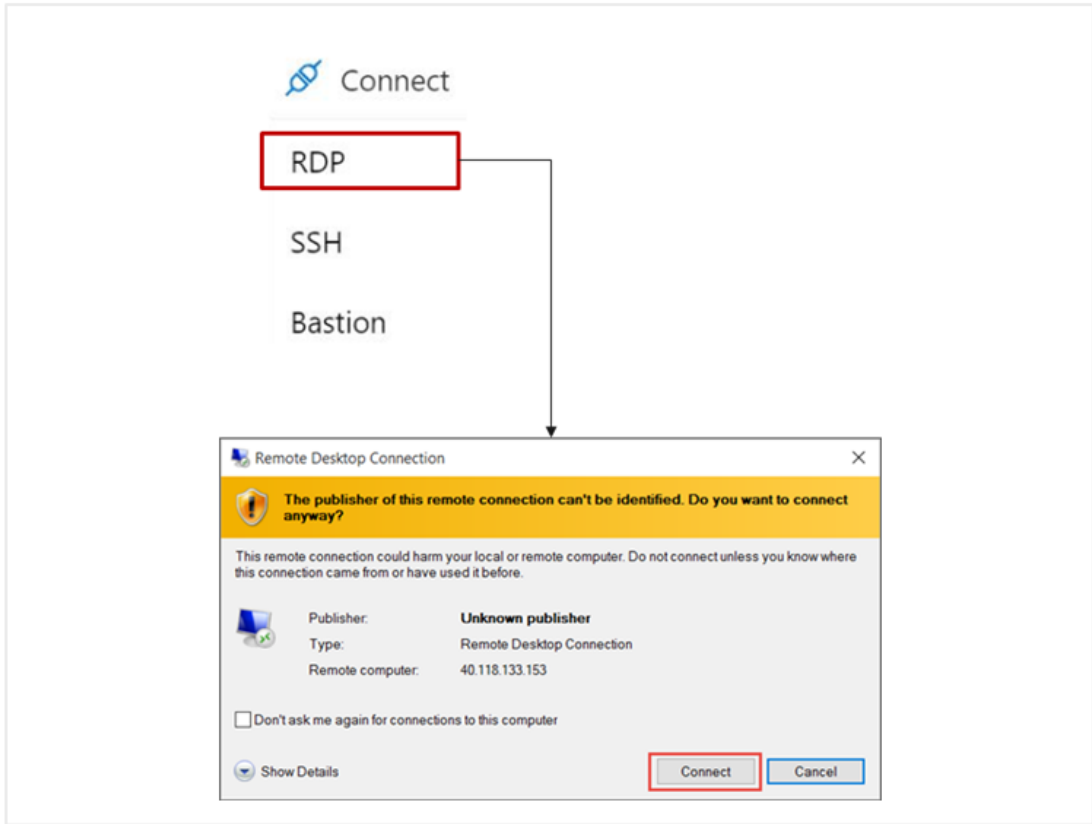 Connect
RDP
SSH
Bastion
Remote Desktop Connection
The publisher of this remote connection can't be identified. Do you want to connect
anyway?
This remote connection could harm your local or remote computer. Do not connect unless you know where
this connection came from or have used it before.
Publisher: Unknown publisher
Type: Remote Desktop Connection
Remote computer: 40.118.133.153
Don't ask me again for connections to this computer
Show Details Connect Cancel